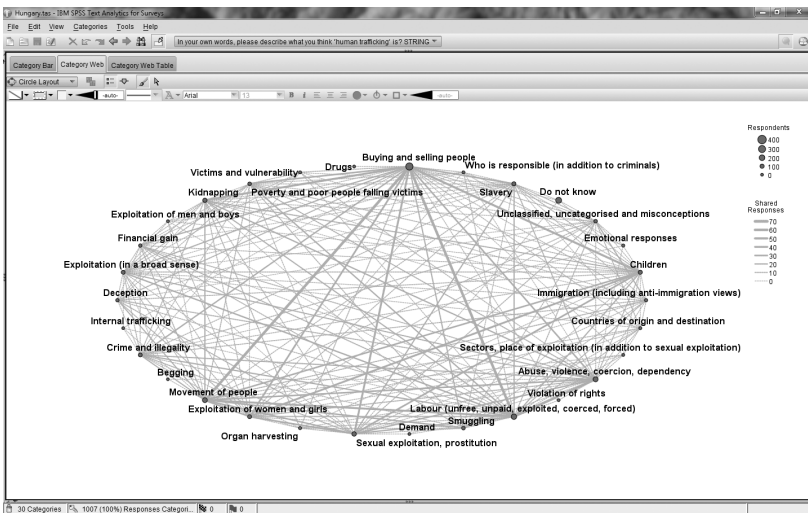 Hungary.tas - IBM SPSS Text Analytics for Surveys
File Edit View Categories Tools Help
In your own words, please describe what you think 'human trafficking' is? STRING
Category Bar Category Web Category Web Table
Circle Layout
-auto- Arial 13 B I -auto-
Respondents
400
300
200
100
0
Shared
Responses
70
60
50
40
30
20
10
0
Buying and selling people
Drugs
Who is responsible (in addition to criminals)
Victims and vulnerability
Kidnapping
Poverty and poor people falling victims
Slavery
Do not know
Exploitation of men and boys
Unclassified, uncategorised and misconceptions
Financial gain
Emotional responses
Exploitation (in a broad sense)
Children
Deception
Immigration (including anti-immigration views)
Internal trafficking
Countries of origin and destination
Crime and illegality
Sectors, place of exploitation (in addition to sexual exploitation)
Begging
Abuse, violence, coercion, dependency
Movement of people
Violation of rights
Exploitation of women and girls
Labour (unfree, unpaid, exploited, coerced, forced)
Organ harvesting
Demand
Smuggling
Sexual exploitation, prostitution
30 Categories 1007 (100%) Responses Categori... 0 0